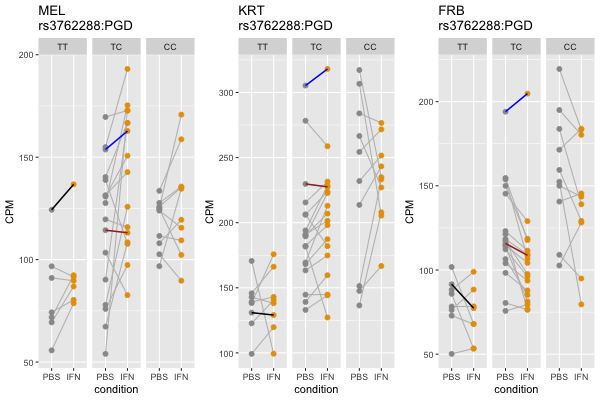 MEL
rs3762288:PGD
TT TC CC
200
150
100
50
CPM
PBS IFN PBS IFN PBS IFN
condition
KRT
rs3762288:PGD
TT TC CC
300
250
200
150
100
CPM
PBS IFN PBS IFN PBS IFN
condition
FRB
rs3762288:PGD
TT TC CC
200
150
100
50
CPM
PBS IFN PBS IFN PBS IFN
condition